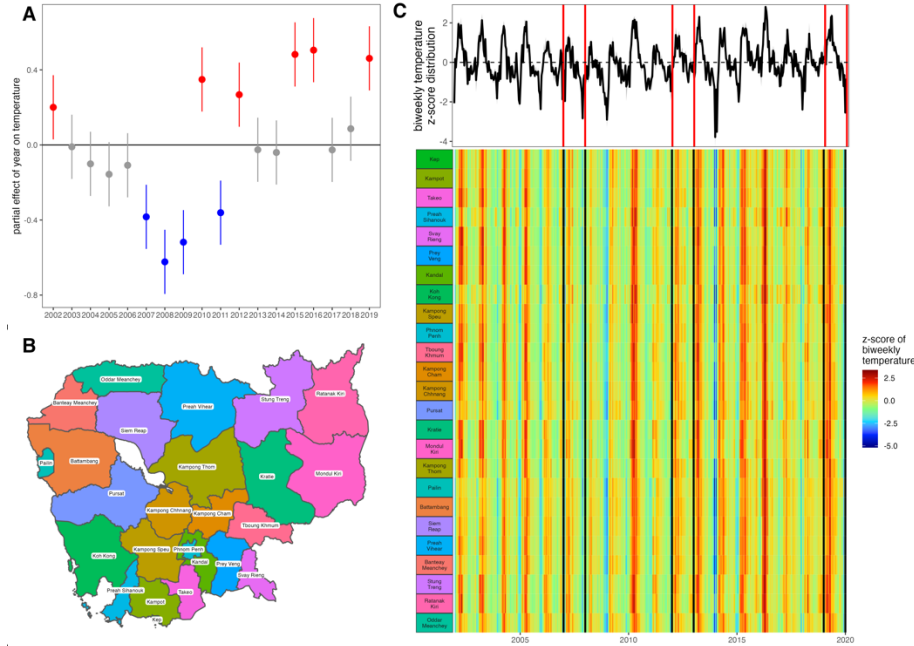 A
partial effect of year on temperature
0.4
0.0
-0.4
-0.8
2002 2003 2004 2005 2006 2007 2008 2009 2010 2011 2012 2013 2014 2015 2016 2017 2018 2019
B
Oddar Meanchey
Banteay Meanchey
Preah Vihear
Stung Treng
Ratanak Kiri
Siem Reap
Pailin
Battambang
Kampong Thom
Kratie
Mondul Kiri
Pursat
Kampong Chhnang
Kampong Cham
Tboung Khmum
Koh Kong
Kampong Speu
Phnom Penh
Kandal
Prey Veng
Svay Rieng
Preah Sihanouk
Takeo
Kampot
Kep
C
biweekly temperature
z-score distribution
2
0
-2
-4
Kep
Kampot
Takeo
Preah
Sihanouk
Svay
Rieng
Prey
Veng
Kandal
Koh
Kong
Kampong
Speu
Phnom
Penh
Tboung
Khmum
Kampong
Cham
Kampong
Chhnang
Pursat
Kratie
Mondul
Kiri
Kampong
Thom
Pailin
Battambang
Siem
Reap
Preah
Vihear
Banteay
Meanchey
Stung
Treng
Ratanak
Kiri
Oddar
Meanchey
2005
2010
2015
2020
z-score of
biweekly
temperature
2.5
0.0
-2.5
-5.0